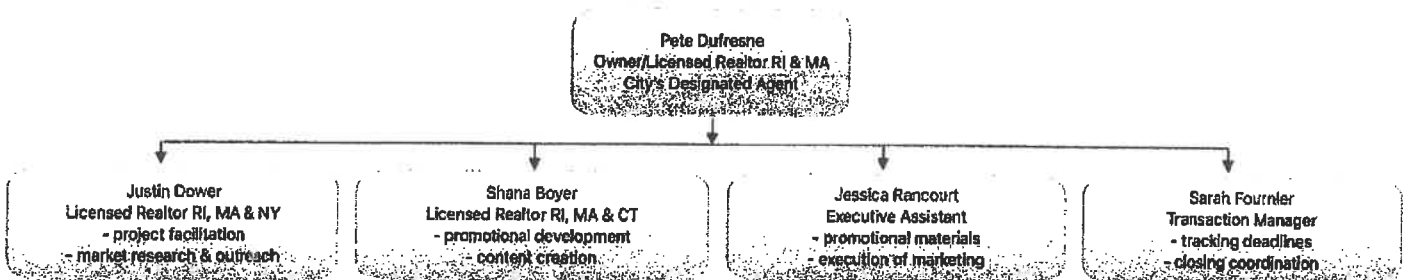 Pete Dufresne
Owner/Licensed Realtor RI & MA
City's Designated Agent
Justin Dower
Licensed Realtor RI, MA & NY
- project facilitation
- market research & outreach
Shana Boyer
Licensed Realtor RI, MA & CT
- promotional development
- content creation
Jessica Rancourt
Executive Assistant
- promotional materials
- execution of marketing
Sarah Fournier
Transaction Manager
- tracking deadlines
- closing coordination